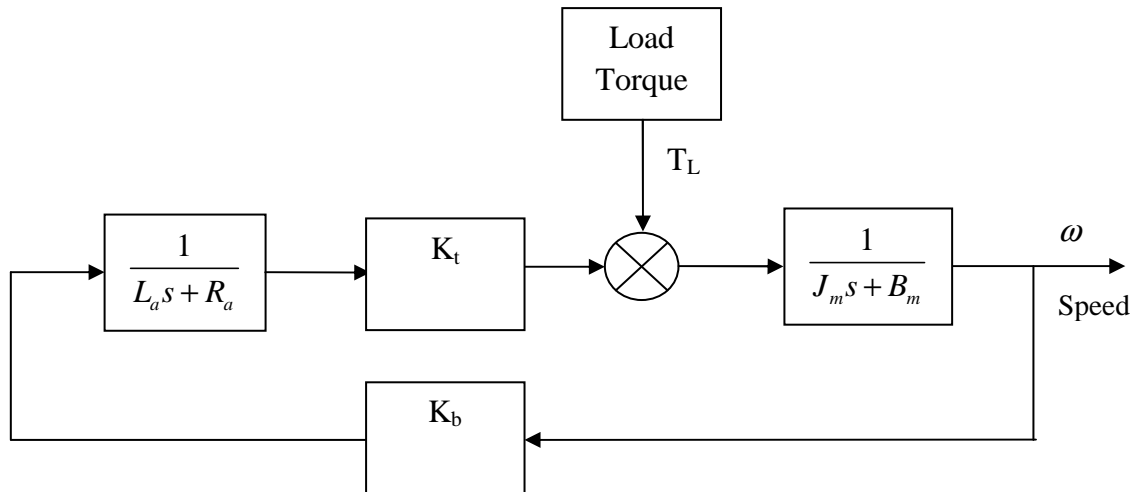 Load
Torque
T_L
1
L_a s + R_a
K_t
1
J_m s + B_m
ω
Speed
K_b